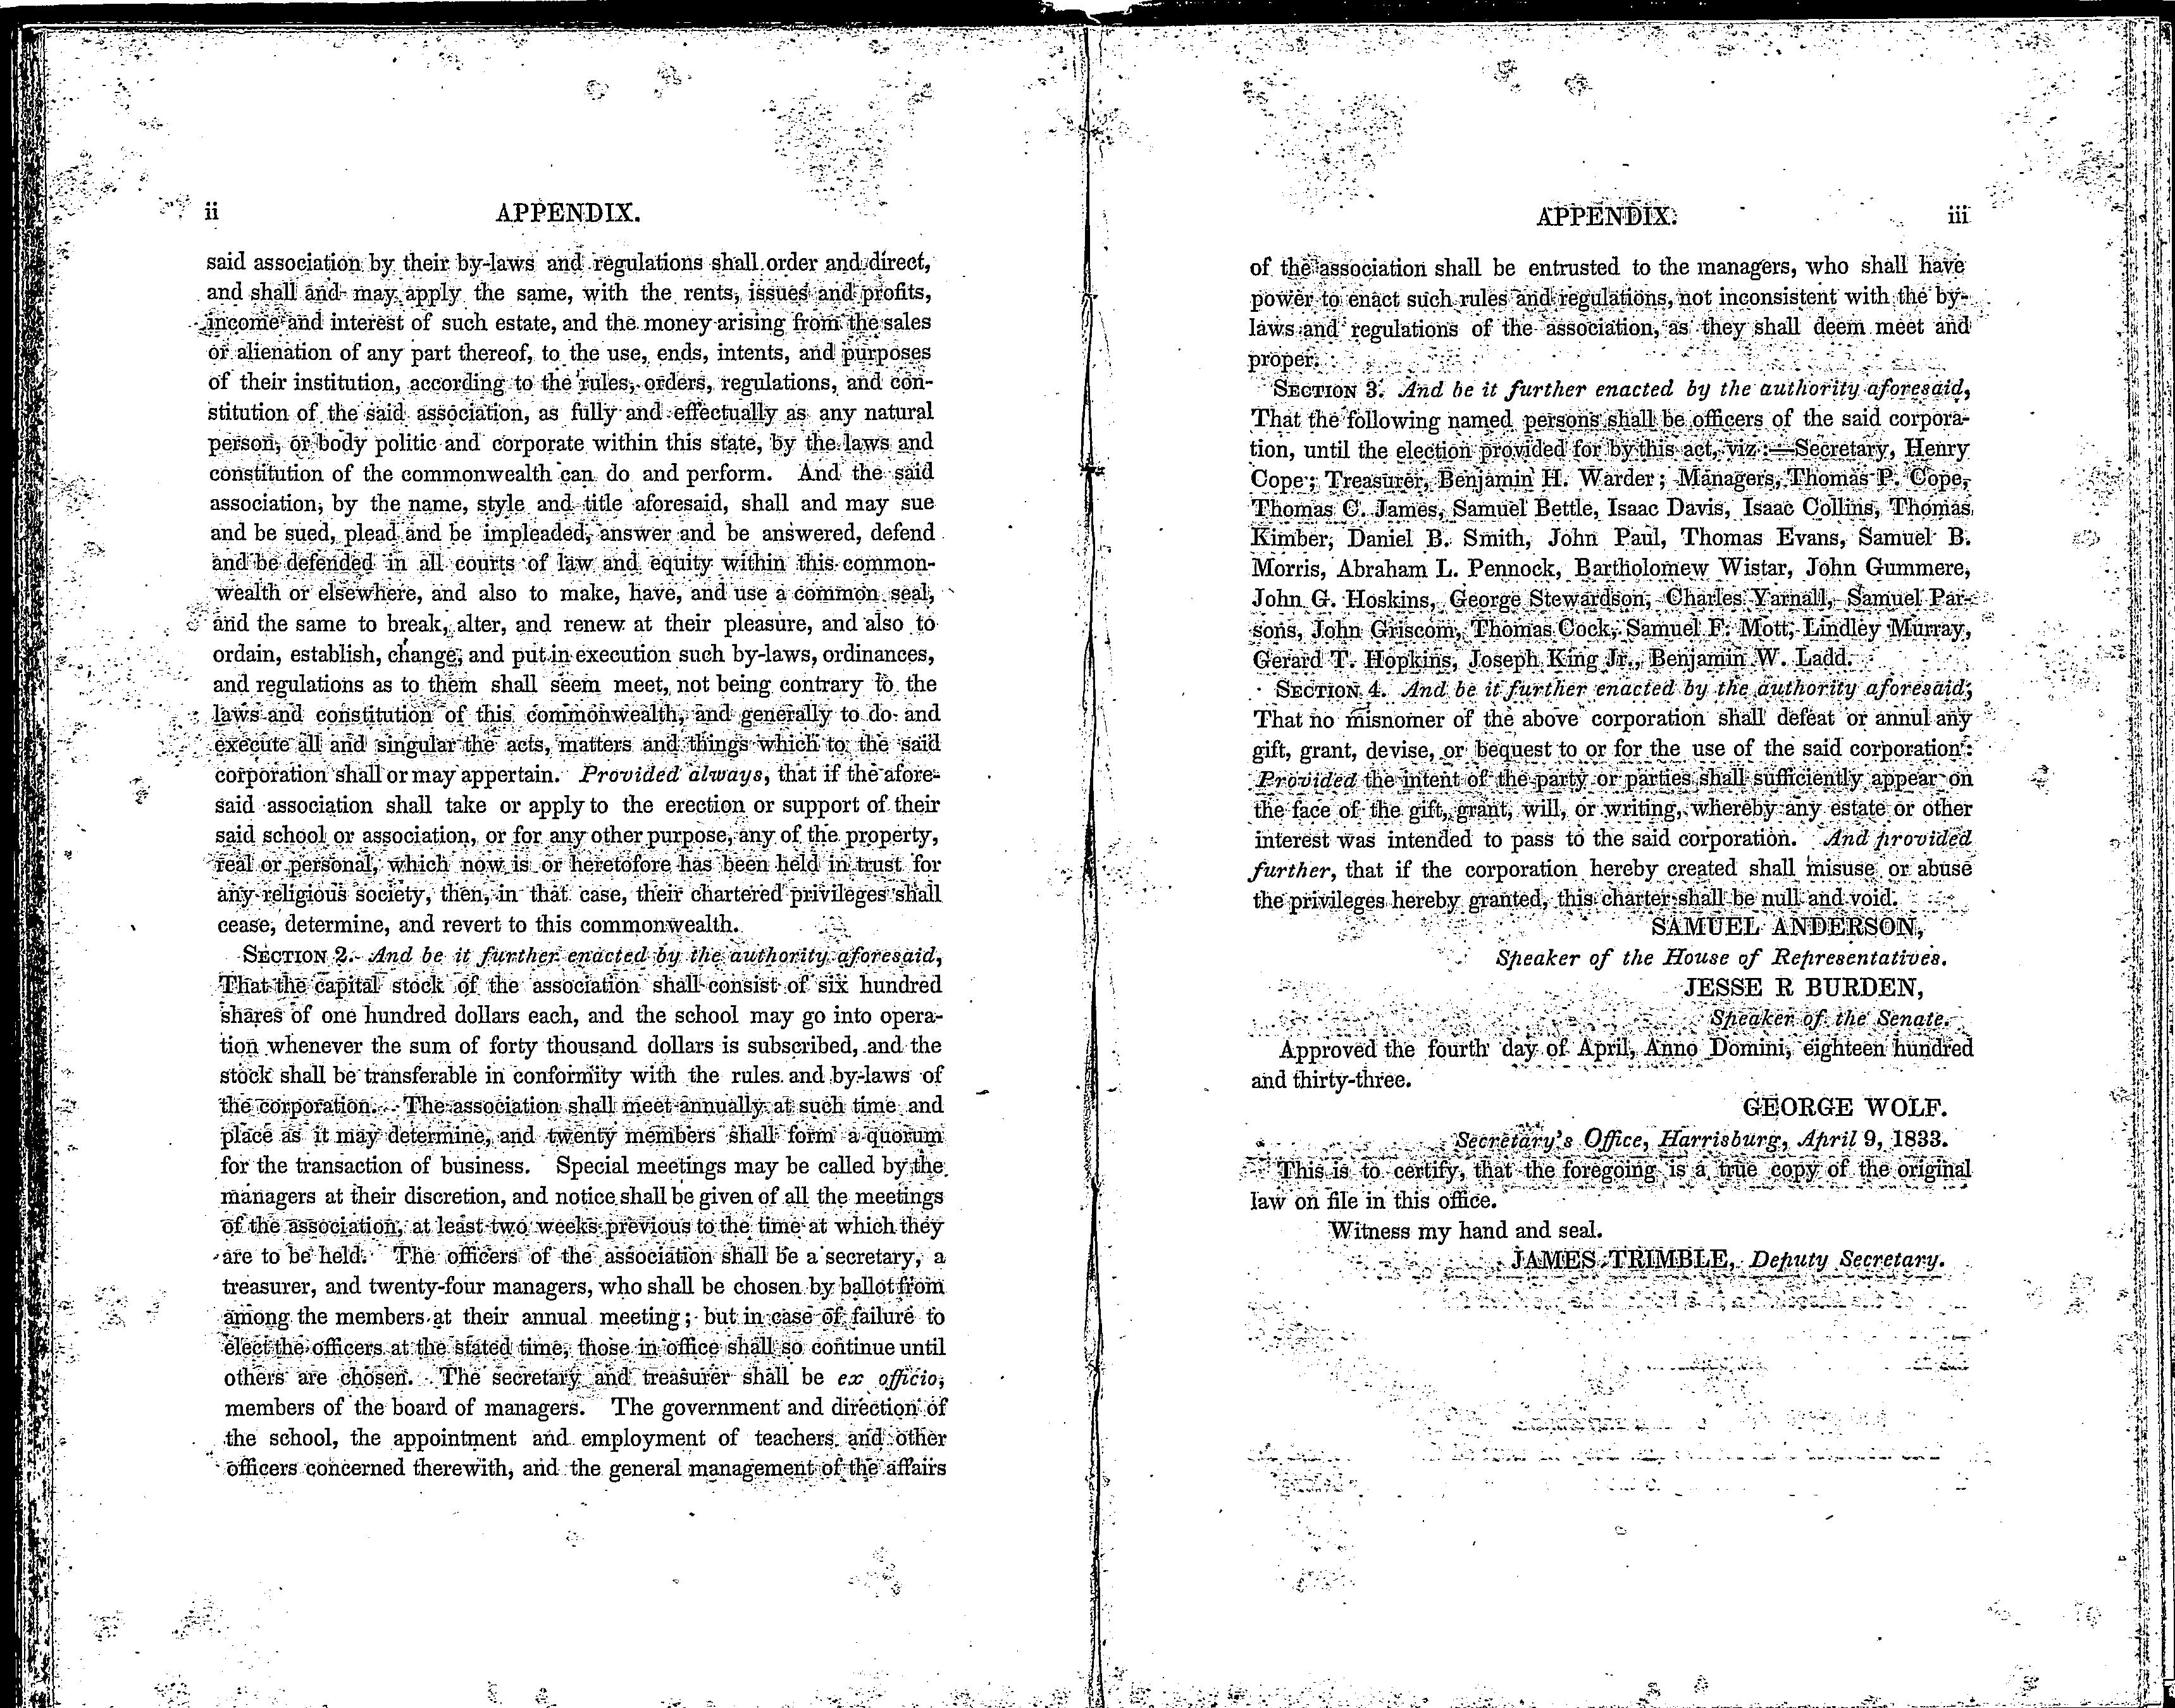 ii APPENDIX.
said association by their by-laws and regulations shall order and direct,
and shall and may apply the same, with the rents, issues and profits,
income and interest of such estate, and the money arising from the sales
or alienation of any part thereof, to the use, ends, intents, and purposes
of their institution, according to the rules, orders, regulations, and con-
stitution of the said association, as fully and effectually as any natural
person, or body politic and corporate within this state, by the laws and
constitution of the commonwealth can do and perform. And the said
association, by the name, style and title aforesaid, shall and may sue
and be sued, plead and be impleaded, answer and be answered, defend
and be defended in all courts of law and equity within this common-
wealth or elsewhere, and also to make, have, and use a common seal,
and the same to break, alter, and renew at their pleasure, and also to
ordain, establish, change, and put in execution such by-laws, ordinances,
and regulations as to them shall seem meet, not being contrary to the
laws and constitution of this commonwealth, and generally to do and
execute all and singular the acts, matters and things which to the said
corporation shall or may appertain. Provided always, that if the afore-
said association shall take or apply to the erection or support of their
said school or association, or for any other purpose, any of the property,
real or personal, which now is or heretofore has been held in trust for
any religious society, then, in that case, their chartered privileges shall
cease, determine, and revert to this commonwealth.
SECTION 2. And be it further enacted by the authority aforesaid,
That the capital stock of the association shall consist of six hundred
shares of one hundred dollars each, and the school may go into opera-
tion whenever the sum of forty thousand dollars is subscribed, and the
stock shall be transferable in conformity with the rules and by-laws of
the corporation. The association shall meet annually at such time and
place as it may determine, and twenty members shall form a quorum
for the transaction of business. Special meetings may be called by the
managers at their discretion, and notice shall be given of all the meetings
of the association, at least two weeks previous to the time at which they
are to be held. The officers of the association shall be a secretary, a
treasurer, and twenty-four managers, who shall be chosen by ballot from
among the members at their annual meeting; but in case of failure to
elect the officers at the stated time, those in office shall so continue until
others are chosen. The secretary and treasurer shall be ex officio,
members of the board of managers. The government and direction of
the school, the appointment and employment of teachers and other
officers concerned therewith, and the general management of the affairs
APPENDIX. iii
of the association shall be entrusted to the managers, who shall have
power to enact such rules and regulations, not inconsistent with the by-
laws and regulations of the association, as they shall deem meet and
proper.
SECTION 3. And be it further enacted by the authority aforesaid,
That the following named persons shall be officers of the said corpora-
tion, until the election provided for by this act, viz:—Secretary, Henry
Cope; Treasurer, Benjamin H. Warder; Managers, Thomas P. Cope,
Thomas C. James, Samuel Bettle, Isaac Davis, Isaac Collins, Thomas
Kimber, Daniel B. Smith, John Paul, Thomas Evans, Samuel B.
Morris, Abraham L. Pennock, Bartholomew Wistar, John Gummere,
John G. Hoskins, George Stewardson, Charles Yarnall, Samuel Par-
sons, John Griscom, Thomas Cock, Samuel F. Mott, Lindley Murray,
Gerard T. Hopkins, Joseph King Jr., Benjamin W. Ladd.
SECTION 4. And be it further enacted by the authority aforesaid,
That no misnomer of the above corporation shall defeat or annul any
gift, grant, devise, or bequest to or for the use of the said corporation:
Provided the intent of the party or parties shall sufficiently appear on
the face of the gift, grant, will, or writing, whereby any estate or other
interest was intended to pass to the said corporation. And provided
further, that if the corporation hereby created shall misuse or abuse
the privileges hereby granted, this charter shall be null and void.
SAMUEL ANDERSON,
Speaker of the House of Representatives.
JESSE R BURDEN,
Speaker of the Senate.
Approved the fourth day of April, Anno Domini, eighteen hundred
and thirty-three.
GEORGE WOLF.
Secretary's Office, Harrisburg, April 9, 1833.
This is to certify, that the foregoing is a true copy of the original
law on file in this office.
Witness my hand and seal.
JAMES TRIMBLE, Deputy Secretary.